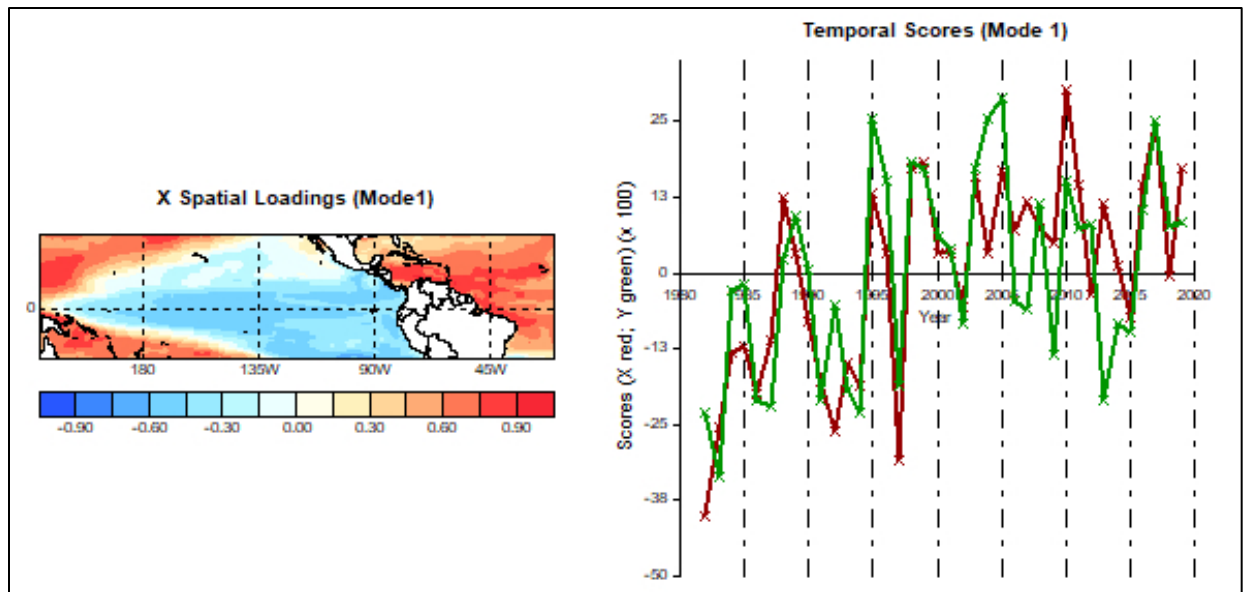 X Spatial Loadings (Mode1)
0
180 135W 90W 45W
-0.90 -0.60 -0.30 0.00 0.30 0.60 0.90
Temporal Scores (Mode 1)
Scores (X red; Y green) (x 100)
25
13
0
-13
-25
-38
-50
1980 1985 1990 1995 2000 2005 2010 2015 2020
Year